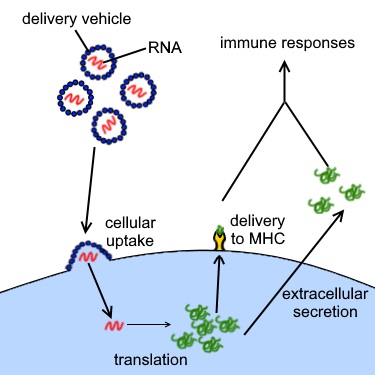 delivery vehicle
RNA
immune responses
cellular
uptake
delivery
to MHC
extracellular
secretion
translation